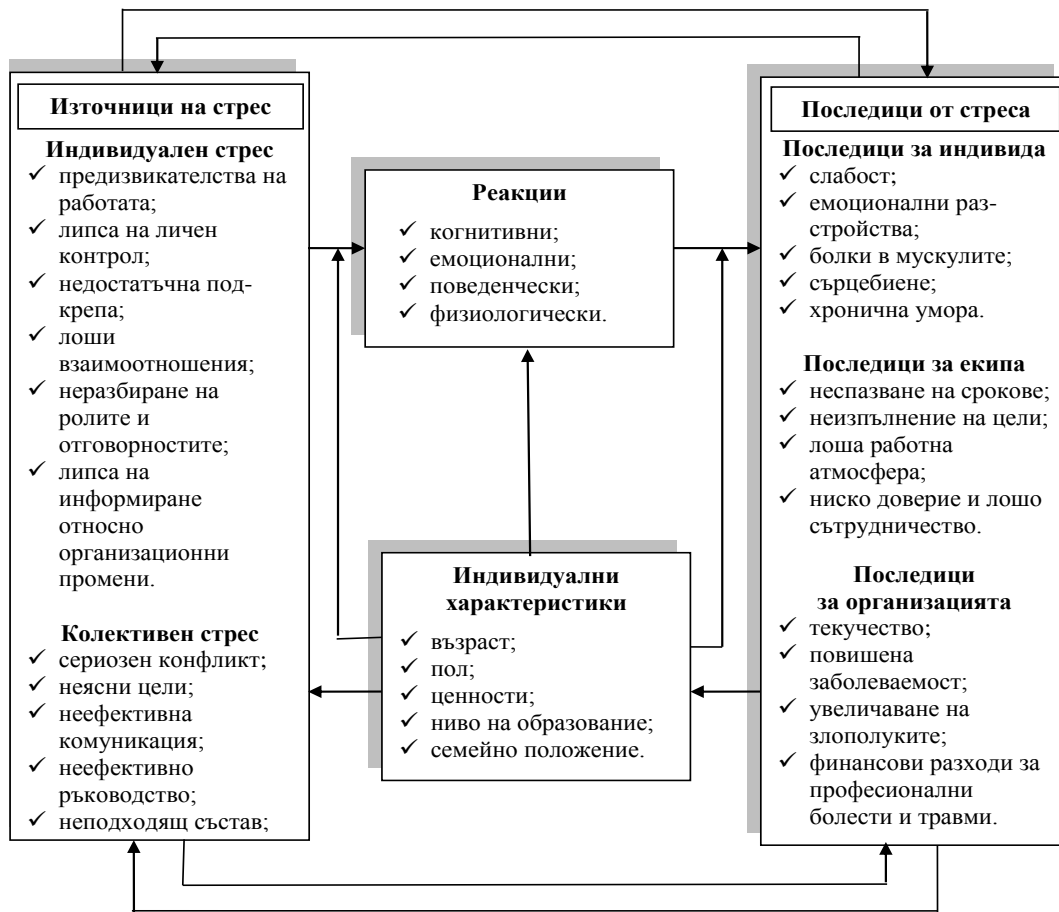 Източници на стрес
Индивидуален стрес
✓ предизвикателства на
работата;
✓ липса на личен
контрол;
✓ недостатъчна под-
крепа;
✓ лоши
взаимоотношения;
✓ неразбиране на
ролите и
отговорностите;
✓ липса на
информиране
относно
организационни
промени.
Колективен стрес
✓ сериозен конфликт;
✓ неясни цели;
✓ неефективна
комуникация;
✓ неефективно
ръководство;
✓ неподходящ състав;
Реакции
✓ когнитивни;
✓ емоционални;
✓ поведенчески;
✓ физиологически.
Индивидуални
характеристики
✓ възраст;
✓ пол;
✓ ценности;
✓ ниво на образование;
✓ семейно положение.
Последици от стреса
Последици за индивида
✓ слабост;
✓ емоционални раз-
стройства;
✓ болки в мускулите;
✓ сърцебиене;
✓ хронична умора.
Последици за екипа
✓ неспазване на срокове;
✓ неизпълнение на цели;
✓ лоша работна
атмосфера;
✓ ниско доверие и лошо
сътрудничество.
Последици
за организацията
✓ текучество;
✓ повишена
заболеваемост;
✓ увеличаване на
злополуките;
✓ финансови разходи за
професионални
болести и травми.